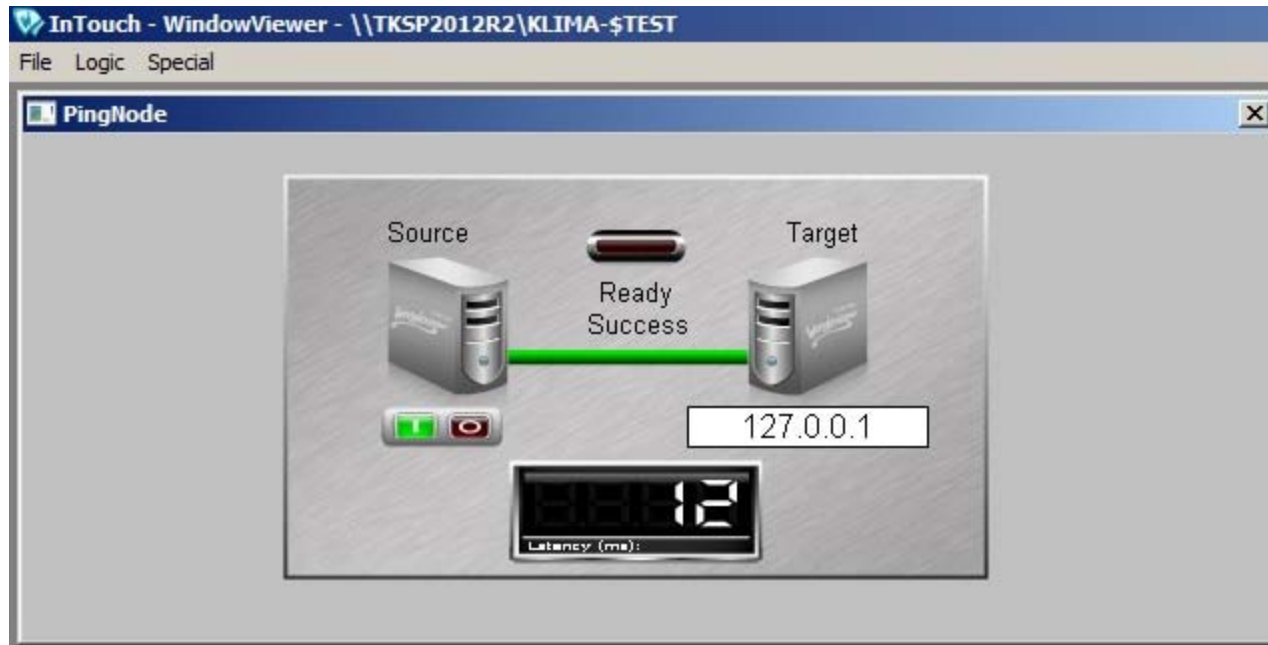 InTouch - WindowViewer - \\TKSP2012R2\KLIMA-$TEST
File Logic Special
PingNode
Source
Target
Ready
Success
127.0.0.1
12
Latency (ms):